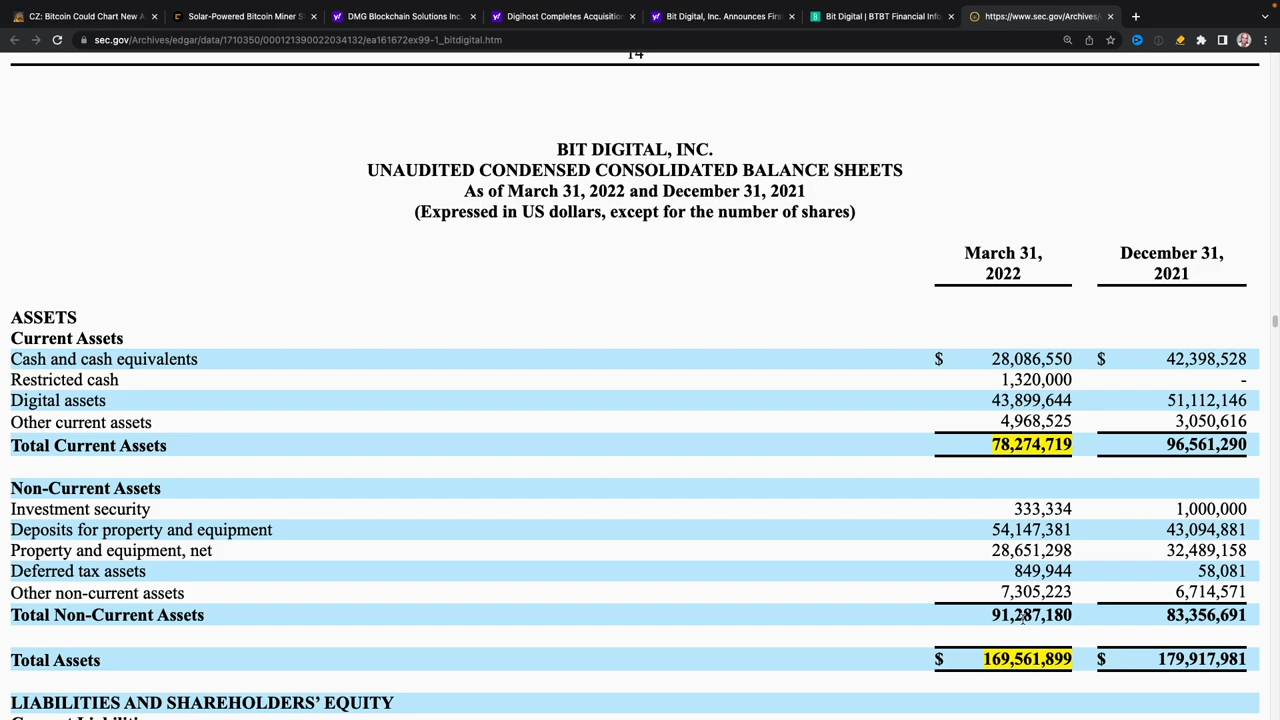 CZ: Bitcoin Could Chart New A
Solar-Powered Bitcoin Miner S
DMG Blockchain Solutions Inc.
Digihost Completes Acquisition
Bit Digital, Inc. Announces Firs
Bit Digital | BTBT Financial Info
https://www.sec.gov/Archives/
sec.gov/Archives/edgar/data/1710350/000121390022034132/ea161672ex99-1_bitdigital.htm
14
BIT DIGITAL, INC.
UNAUDITED CONDENSED CONSOLIDATED BALANCE SHEETS
As of March 31, 2022 and December 31, 2021
(Expressed in US dollars, except for the number of shares)
March 31, December 31,
2022 2021
ASSETS
Current Assets
Cash and cash equivalents $ 28,086,550 $ 42,398,528
Restricted cash 1,320,000 -
Digital assets 43,899,644 51,112,146
Other current assets 4,968,525 3,050,616
Total Current Assets 78,274,719 96,561,290
Non-Current Assets
Investment security 333,334 1,000,000
Deposits for property and equipment 54,147,381 43,094,881
Property and equipment, net 28,651,298 32,489,158
Deferred tax assets 849,944 58,081
Other non-current assets 7,305,223 6,714,571
Total Non-Current Assets 91,287,180 83,356,691
Total Assets $ 169,561,899 $ 179,917,981
LIABILITIES AND SHAREHOLDERS' EQUITY